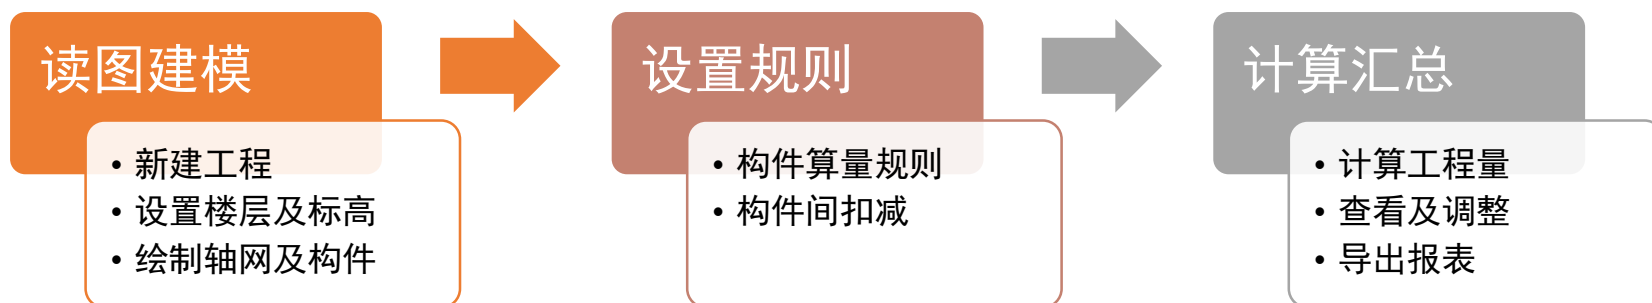 读图建模
• 新建工程
• 设置楼层及标高
• 绘制轴网及构件
设置规则
• 构件算量规则
• 构件间扣减
计算汇总
• 计算工程量
• 查看及调整
• 导出报表